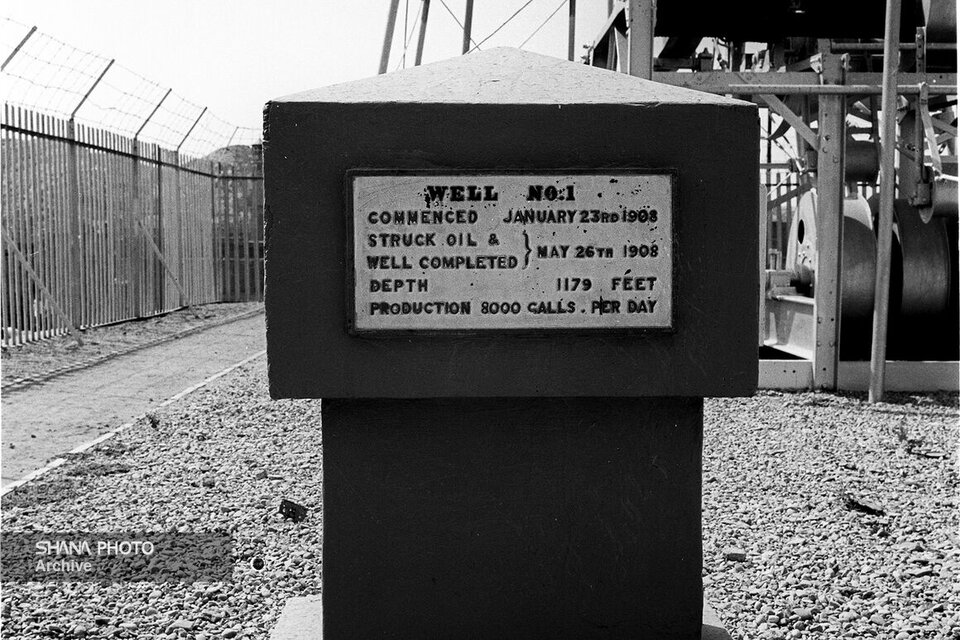 WELL NO:1
COMMENCED JANUARY 23RD 1908
STRUCK OIL &
WELL COMPLETED } MAY 26TH 1908
DEPTH 1179 FEET
PRODUCTION 8000 GALLS. PER DAY
SHANA PHOTO
Archive